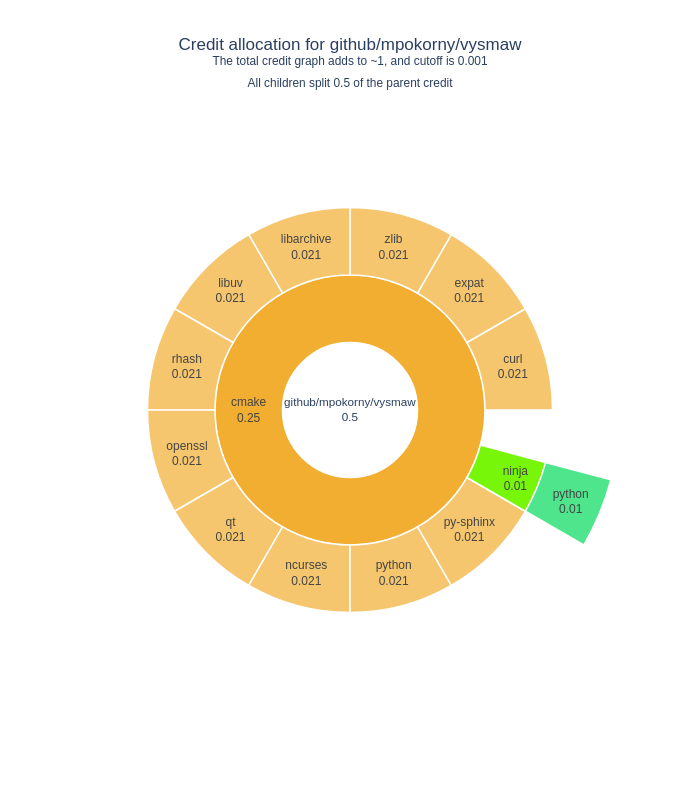 Credit allocation for github/mpokorny/vysmaw
The total credit graph adds to ~1, and cutoff is 0.001
All children split 0.5 of the parent credit
libarchive
0.021
zlib
0.021
libuv
0.021
expat
0.021
rhash
0.021
curl
0.021
cmake
0.25
github/mpokorny/vysmaw
0.5
openssl
0.021
ninja
0.01
python
0.01
qt
0.021
py-sphinx
0.021
ncurses
0.021
python
0.021